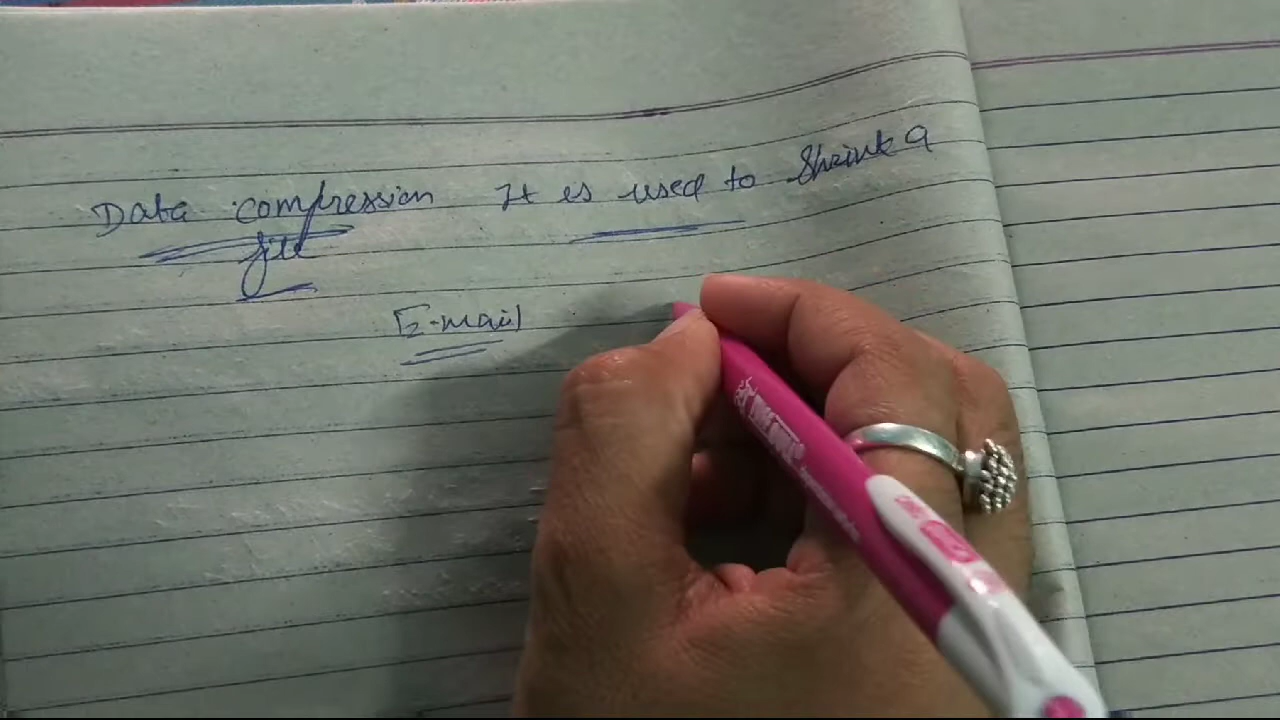 Data compression It is used to Shrink a
file
E-mail